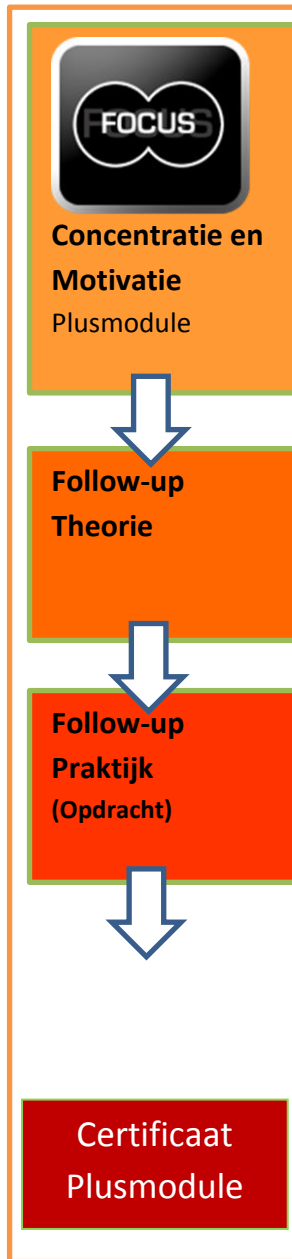 FOCUS
Concentratie en
Motivatie
Plusmodule
Follow-up
Theorie
Follow-up
Praktijk
(Opdracht)
Certificaat
Plusmodule